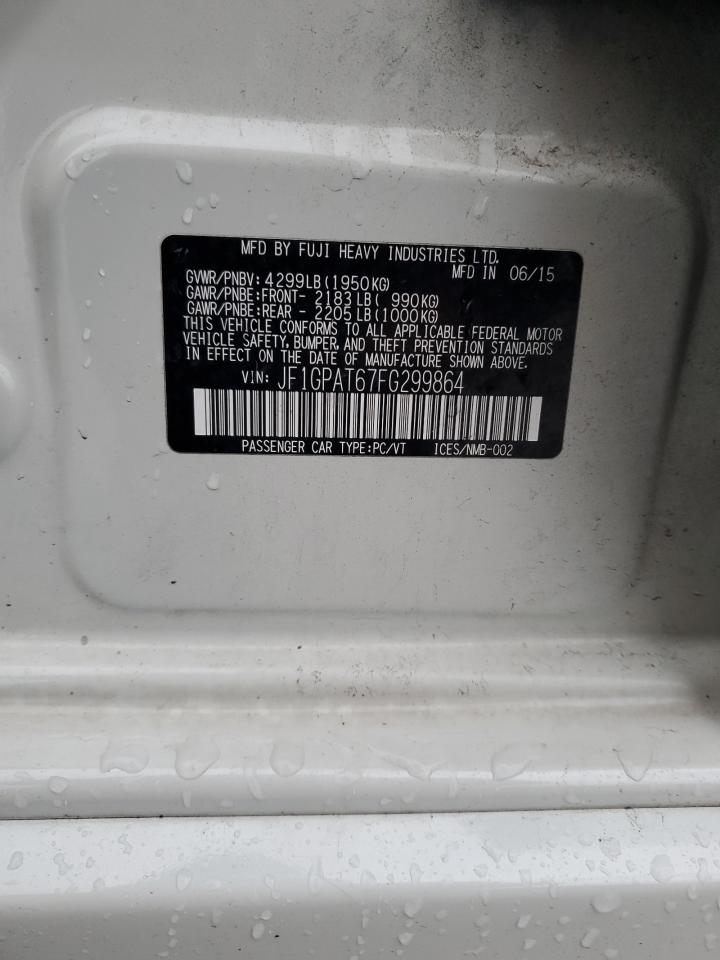 MFD BY FUJI HEAVY INDUSTRIES LTD.
MFD IN 06/15
GVWR/PNBV: 4299LB(1950KG)
GAWR/PNBE:FRONT- 2183LB( 990KG)
GAWR/PNBE:REAR - 2205LB(1000KG)
THIS VEHICLE CONFORMS TO ALL APPLICABLE FEDERAL MOTOR
VEHICLE SAFETY, BUMPER, AND THEFT PREVENTION STANDARDS
IN EFFECT ON THE DATE OF MANUFACTURE SHOWN ABOVE.
VIN: JF1GPAT67FG299864
PASSENGER CAR TYPE:PC/VT ICES/NMB-002